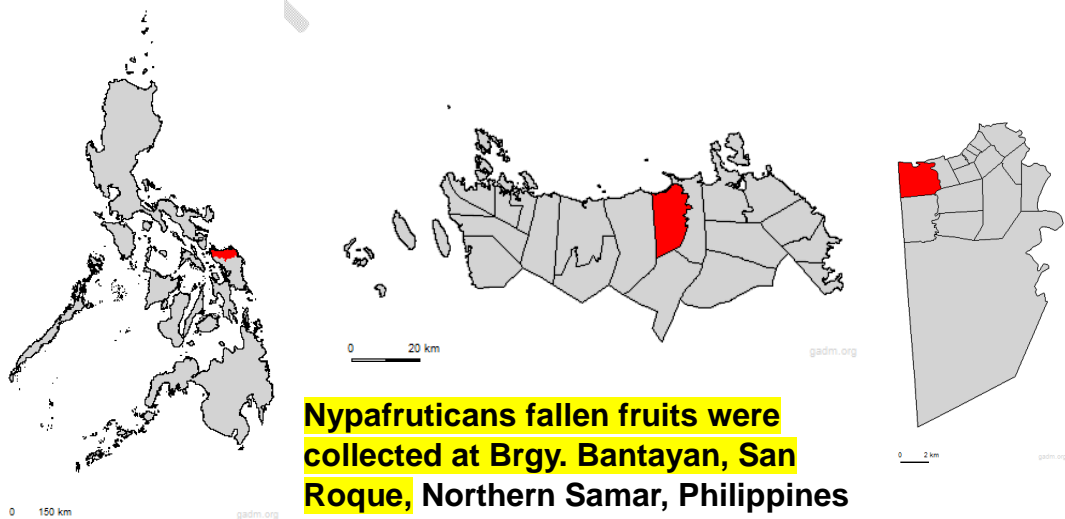 0 20 km
gadm.org
Nypafruticans fallen fruits were
collected at Brgy. Bantayan, San
Roque, Northern Samar, Philippines
0 150 km
gadm.org
0 2 km
gadm.org